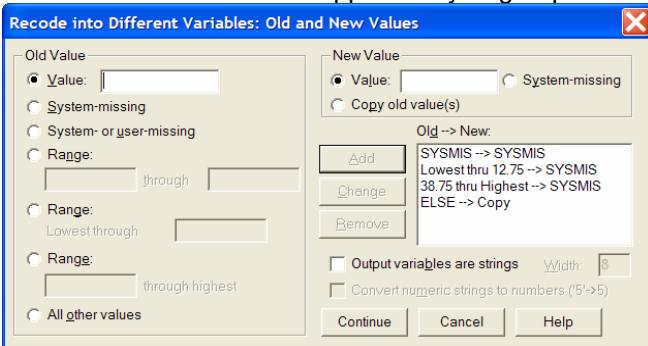 Recode into Different Variables: Old and New Values
Old Value
Value:
System-missing
System- or user-missing
Range:
through
Range:
Lowest through
Range:
through highest
All other values
New Value
Value:
System-missing
Copy old value(s)
Old --> New:
Add
Change
Remove
SYSMIS --> SYSMIS
Lowest thru 12.75 --> SYSMIS
38.75 thru Highest --> SYSMIS
ELSE --> Copy
Output variables are strings
Width: 8
Convert numeric strings to numbers ('5'->5)
Continue
Cancel
Help